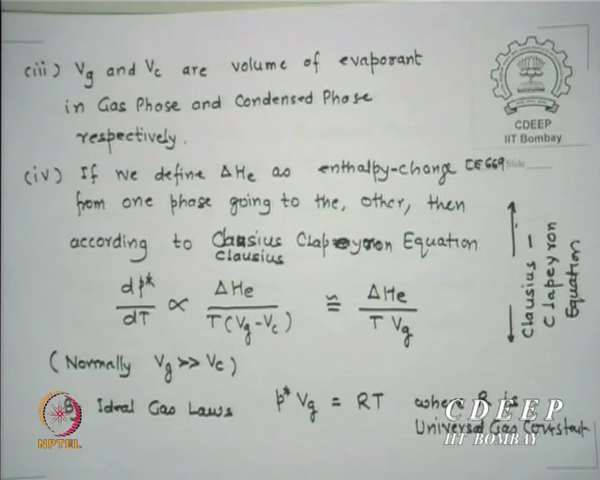 (iii) Vg and Vc are volume of evaporant
in Gas Phase and Condensed Phase
respectively.
CDEEP
IIT Bombay
(iv) If we define ΔHe as enthalpy-change
CE 669 Slide
from one phase going to the, other, then
according to Clausius Clapeyron Equation
clausius
dp*/dT ∝ ΔHe/T(Vg-Vc) ≅ ΔHe/T Vg
Clausius -
Clapeyron
Equation
(Normally Vg >> Vc)
By Ideal Gas Laws p* Vg = RT where R is
Universal Gas Constant
NPTEL
CDEEP
IIT BOMBAY